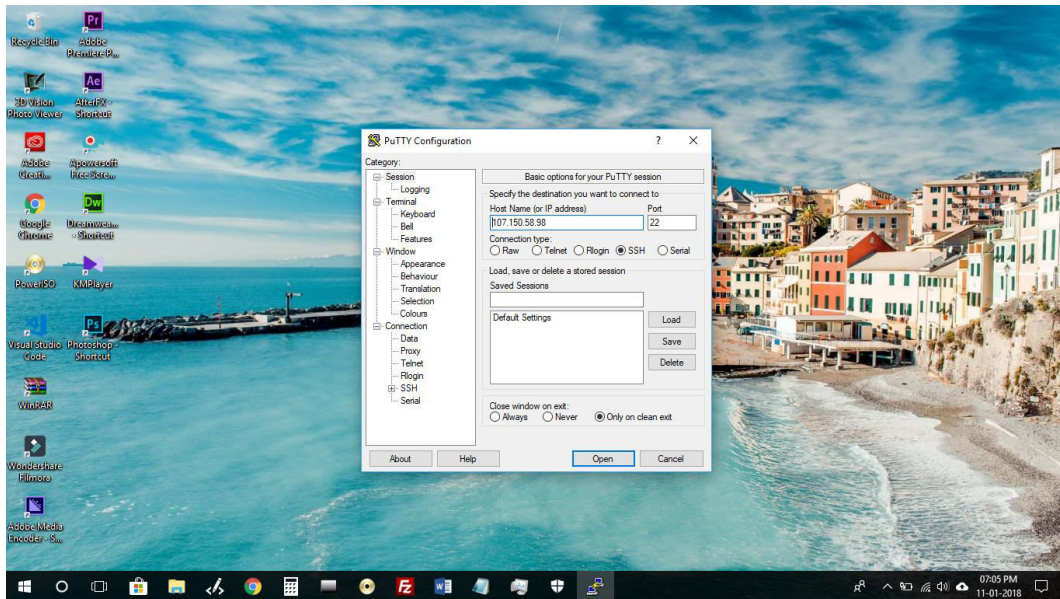 Recycle Bin
Adobe
Premiere P...
3D Vision
Photo Viewer
AfterFX -
Shortcut
Adobe
Creati...
Apowersoft
Free Scre...
Google
Chrome
Dreamwea...
- Shortcut
PowerISO
KMPlayer
Visual Studio
Code
Photoshop -
Shortcut
WinRAR
Wondershare
Filmora
Adobe Media
Encoder - S...
PuTTY Configuration
Category:
Session
Logging
Terminal
Keyboard
Bell
Features
Window
Appearance
Behaviour
Translation
Selection
Colours
Connection
Data
Proxy
Telnet
Rlogin
SSH
Serial
Basic options for your PuTTY session
Specify the destination you want to connect to
Host Name (or IP address) Port
107.150.58.98 22
Connection type:
Raw Telnet Rlogin SSH Serial
Load, save or delete a stored session
Saved Sessions
Default Settings
Load
Save
Delete
Close window on exit:
Always Never Only on clean exit
About Help Open Cancel
07:05 PM
11-01-2018